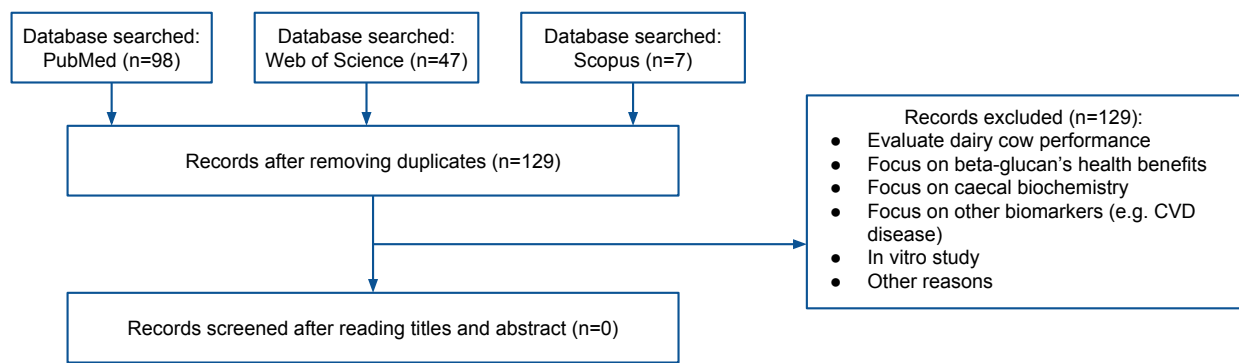 Database searched:
PubMed (n=98)
Database searched:
Web of Science (n=47)
Database searched:
Scopus (n=7)
Records after removing duplicates (n=129)
Records excluded (n=129):
● Evaluate dairy cow performance
● Focus on beta-glucan’s health benefits
● Focus on caecal biochemistry
● Focus on other biomarkers (e.g. CVD
disease)
● In vitro study
● Other reasons
Records screened after reading titles and abstract (n=0)